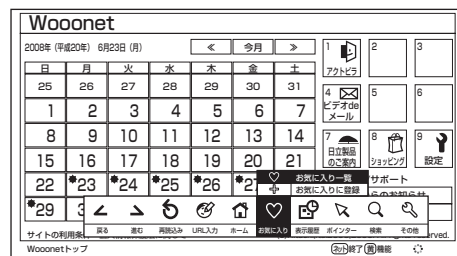 Wooonet
2008年 (平成20年) 6月23日 (月)
≪ 今月 ≫
日 月 火 水 木 金 土
25 26 27 28 29 30 31
1 2 3 4 5 6 7
8 9 10 11 12 13 14
15 16 17 18 19 20 21
22 *23 *24 *25 *26 *27
*29
1 アクトビラ
2
3
4 ビデオde
メール
5
6
7 日立製品
のご案内
8 ショッピング
9 設定
お気に入り一覧
お気に入りに登録
サポート
戻る 進む 再読込み URL入力 ホーム お気に入り 表示履歴 ポインター 検索 その他
サイトの利用条件
Wooonetトップ
ネット終了 黄機能